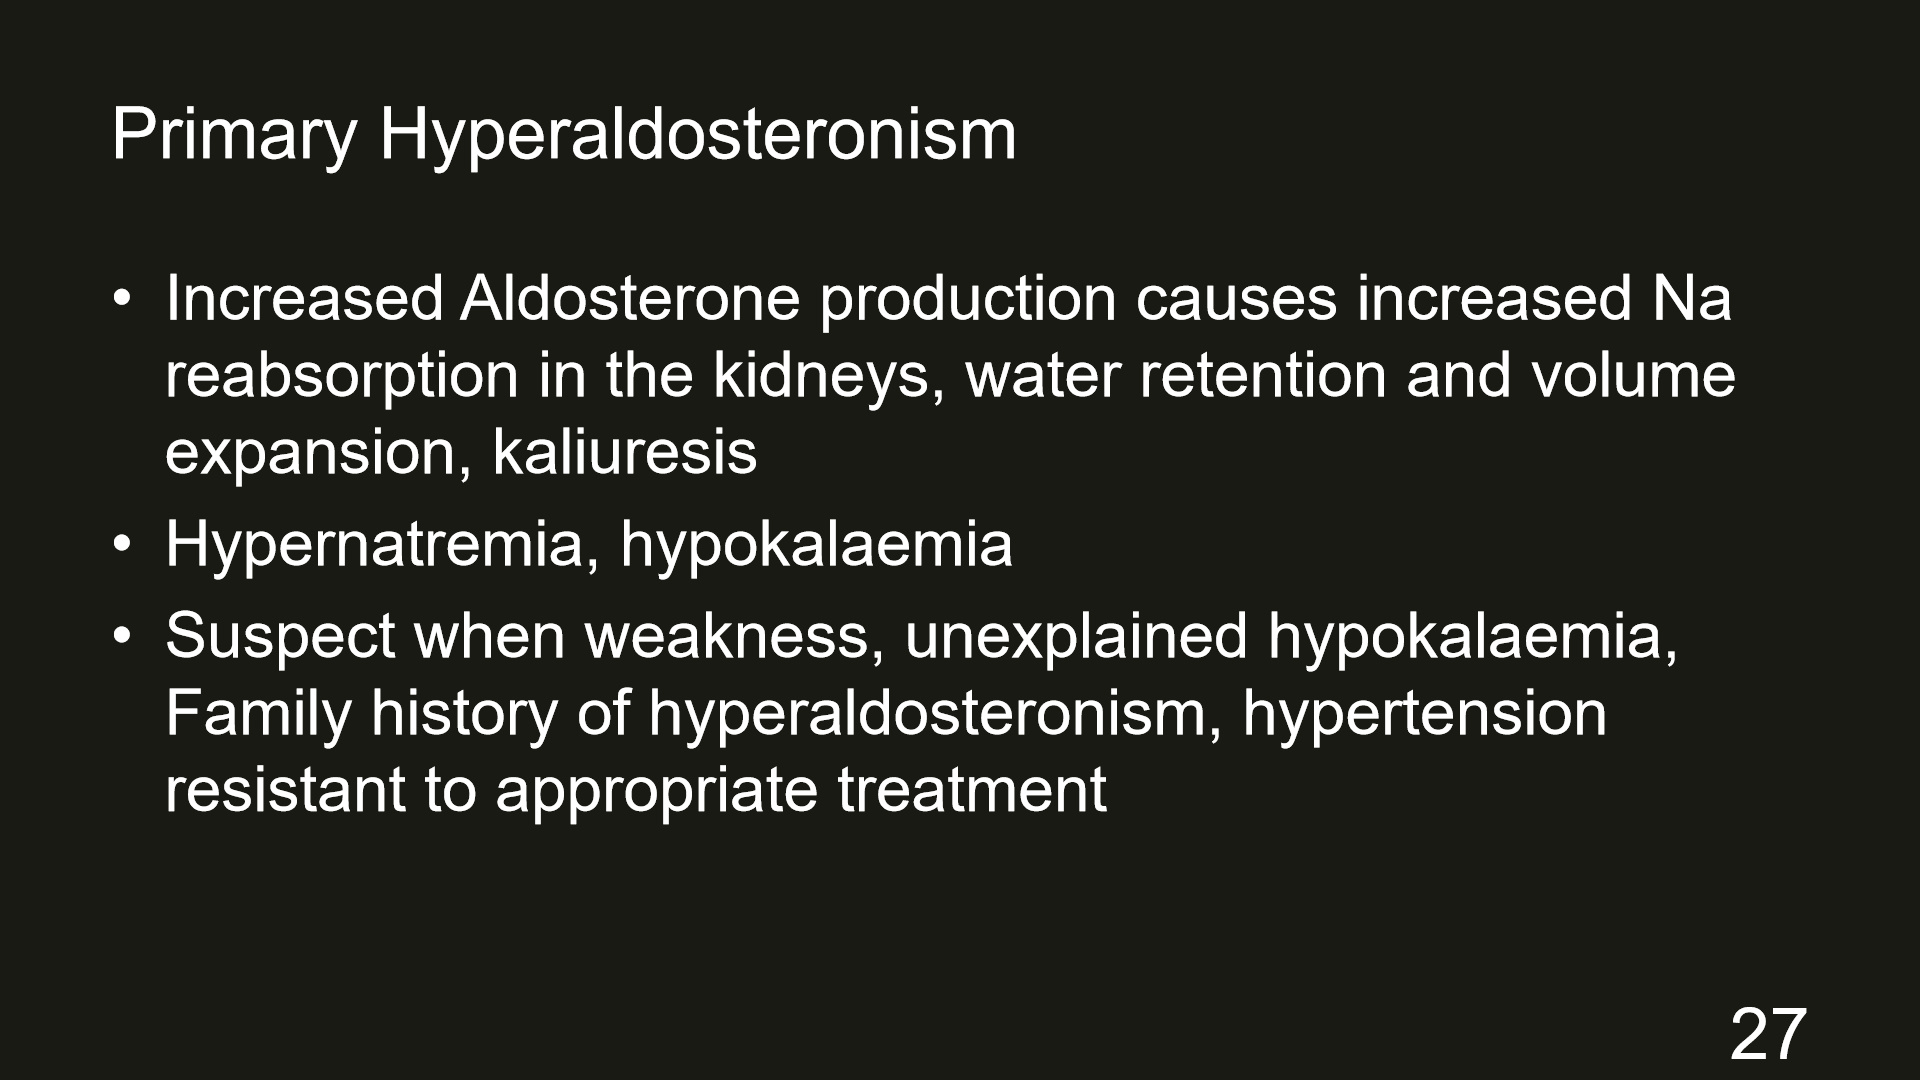 Primary Hyperaldosteronism
• Increased Aldosterone production causes increased Na
reabsorption in the kidneys, water retention and volume
expansion, kaliuresis
• Hypernatremia, hypokalaemia
• Suspect when weakness, unexplained hypokalaemia,
Family history of hyperaldosteronism, hypertension
resistant to appropriate treatment
27